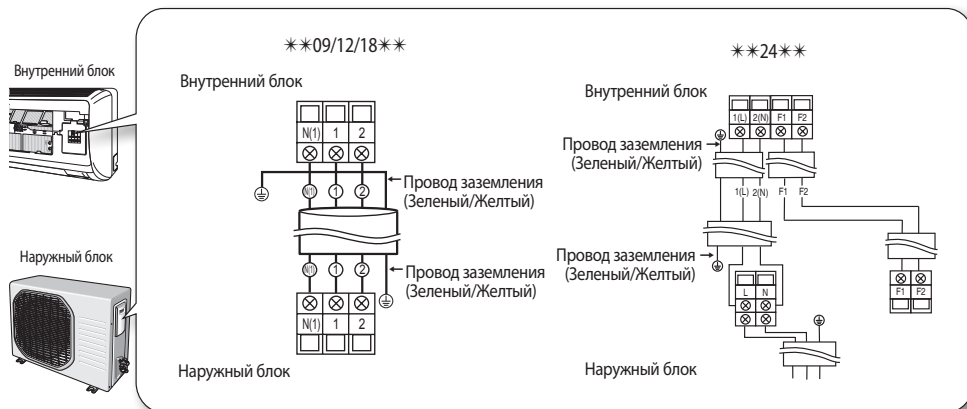 Внутренний блок
Наружный блок
✳✳09/12/18✳✳
Внутренний блок
N(1) 1 2
Провод заземления
(Зеленый/Желтый)
N(1) 1 2
N(1) 1 2
Провод заземления
(Зеленый/Желтый)
N(1) 1 2
Наружный блок
✳✳24✳✳
Внутренний блок
1(L) 2(N) F1 F2
Провод заземления
(Зеленый/Желтый)
1(L) 2(N) F1 F2
Провод заземления
(Зеленый/Желтый)
L N
F1 F2
Наружный блок